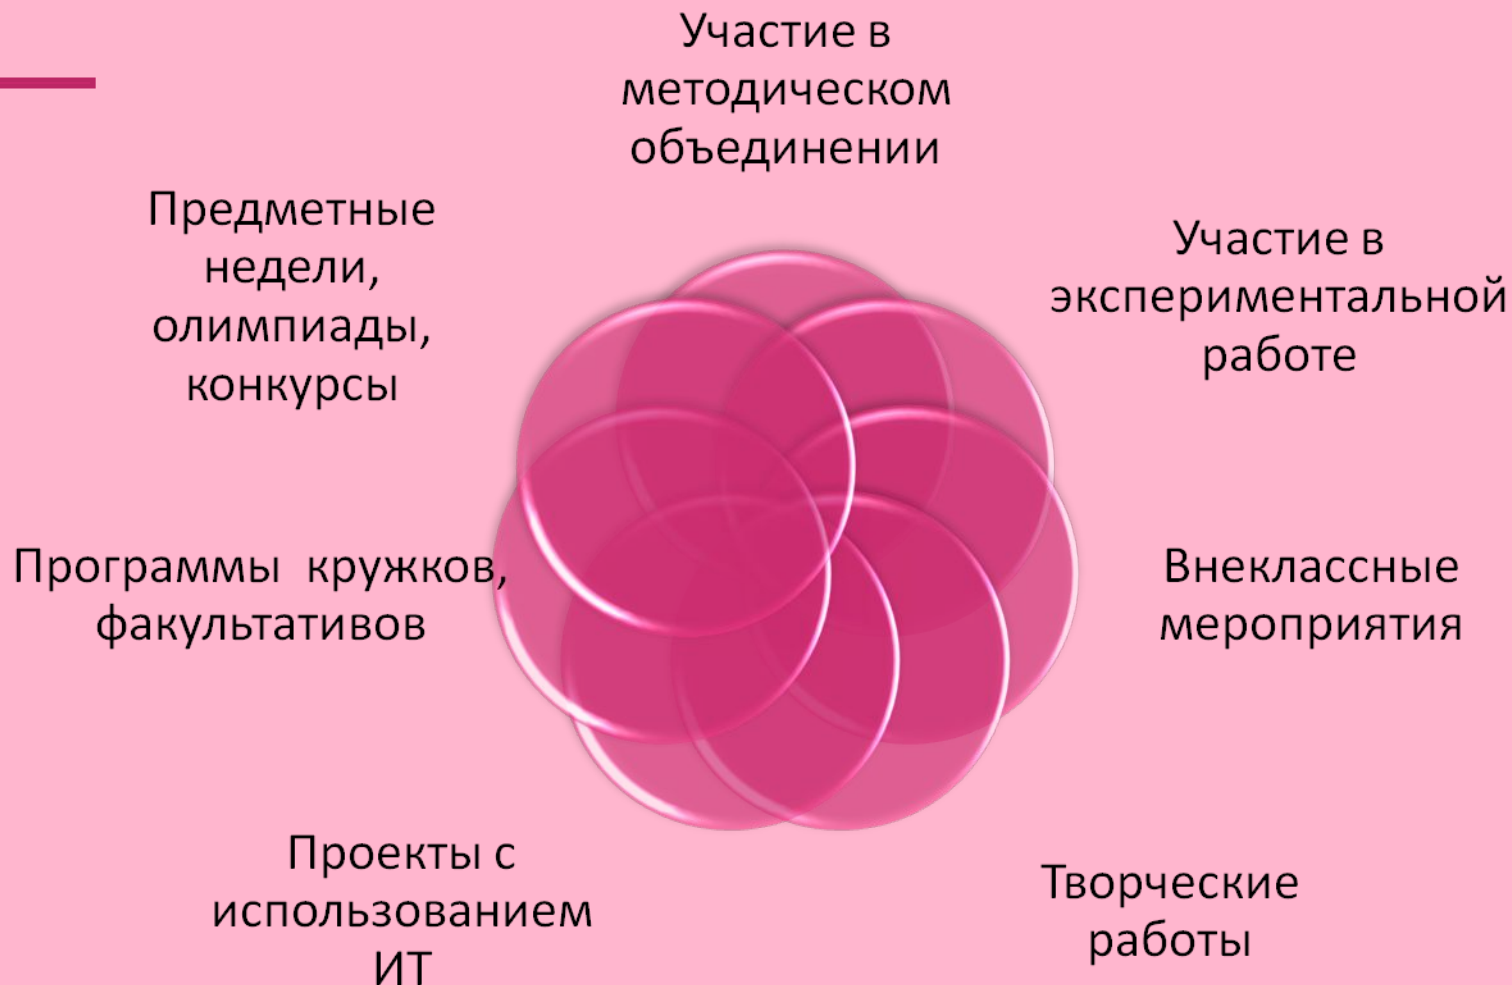 Участие в
методическом
объединении
Предметные
недели,
олимпиады,
конкурсы
Участие в
экспериментальной
работе
Программы  кружков,
факультативов
Внеклассные
мероприятия
Проекты с
использованием
ИТ
Творческие
работы